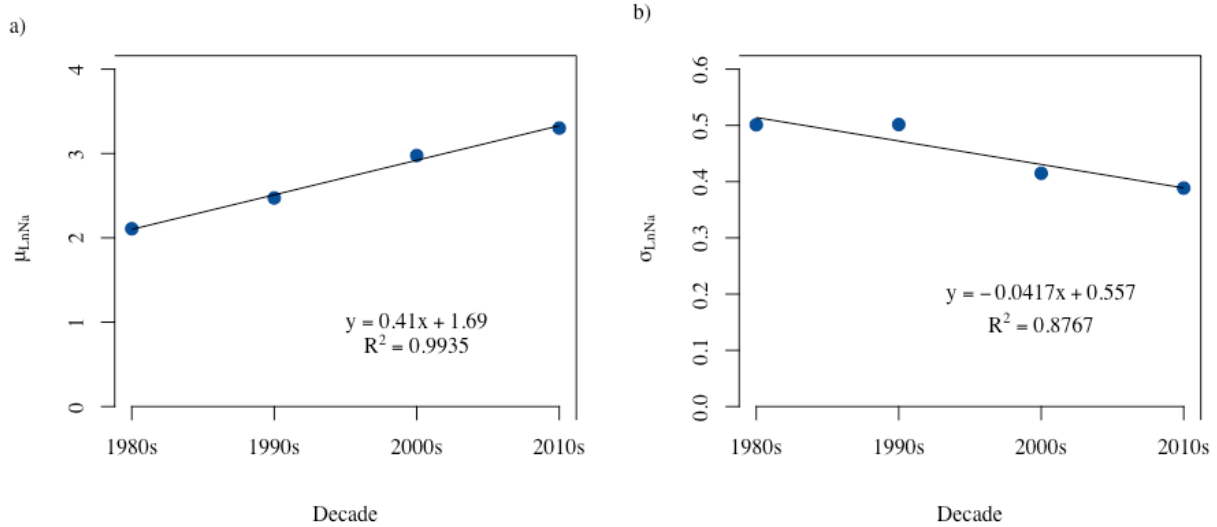 a)
4
3
2
1
0
μLnNa
y = 0.41x + 1.69
R² = 0.9935
1980s 1990s 2000s 2010s
Decade
b)
0.6
0.5
0.4
0.3
0.2
0.1
0.0
σLnNa
y = −0.0417x + 0.557
R² = 0.8767
1980s 1990s 2000s 2010s
Decade